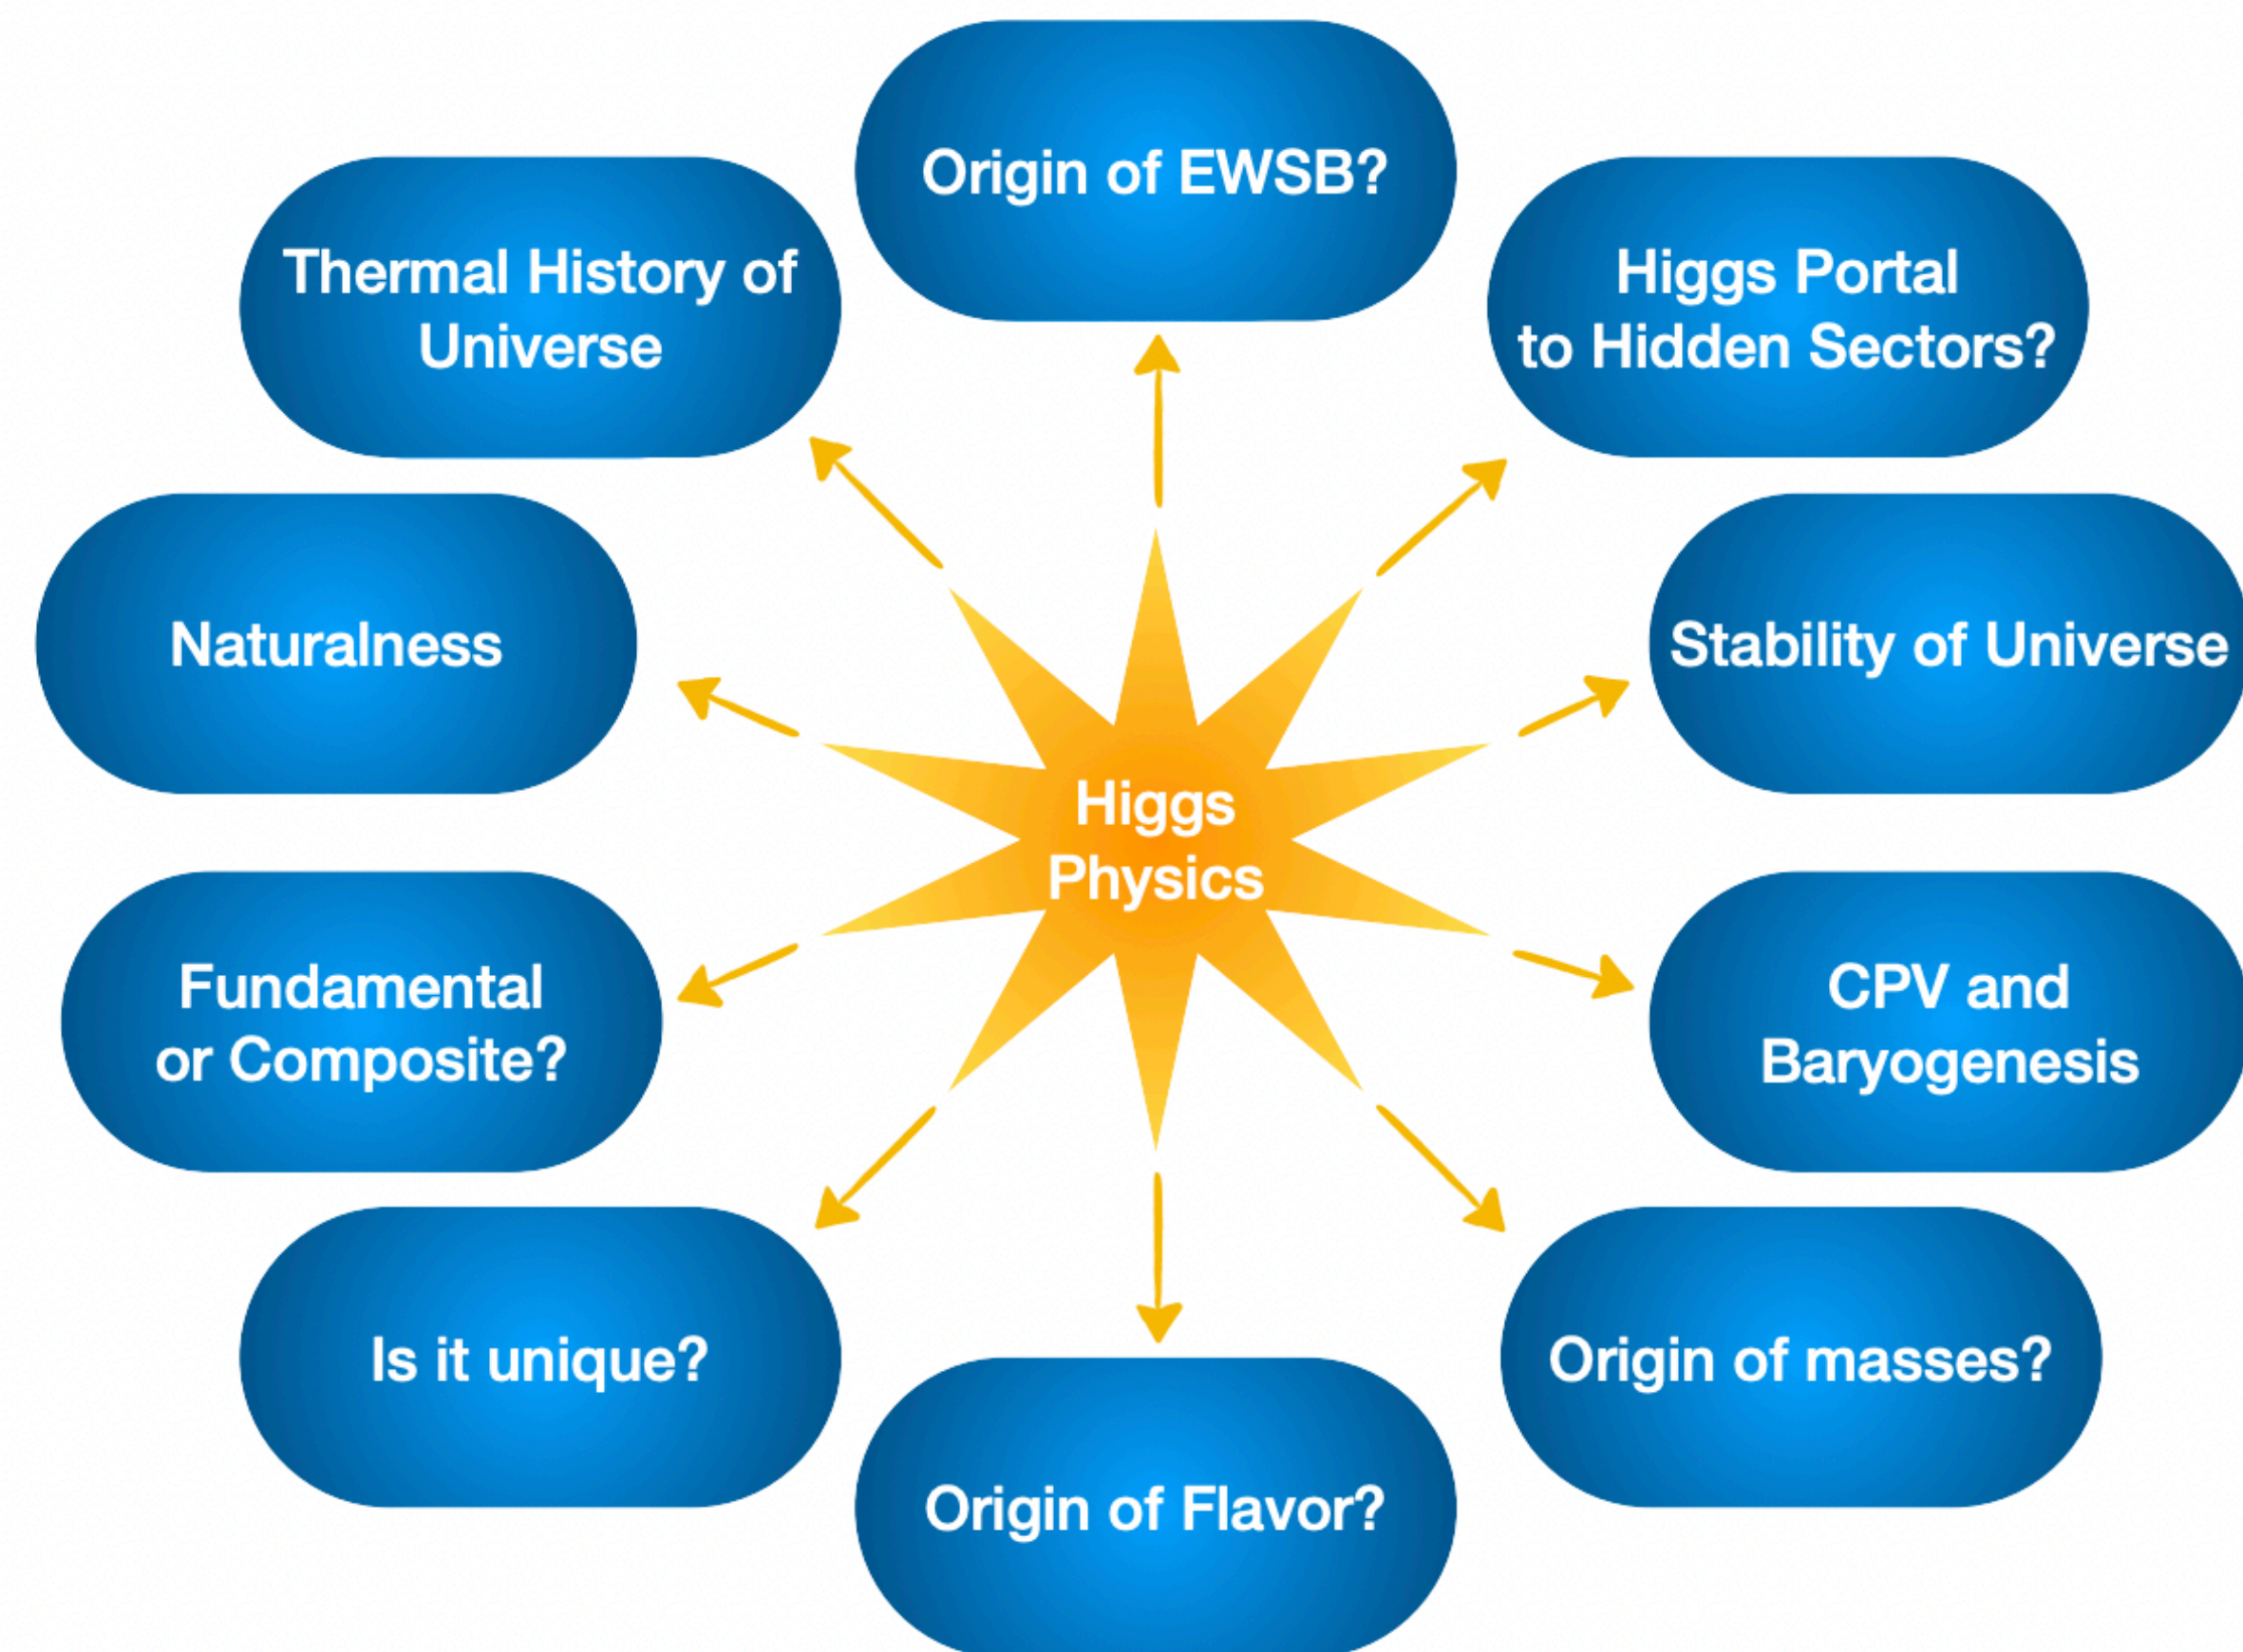 Origin of EWSB?
Thermal History of
Universe
Higgs Portal
to Hidden Sectors?
Naturalness
Stability of Universe
Higgs
Physics
Fundamental
or Composite?
CPV and
Baryogenesis
Is it unique?
Origin of masses?
Origin of Flavor?